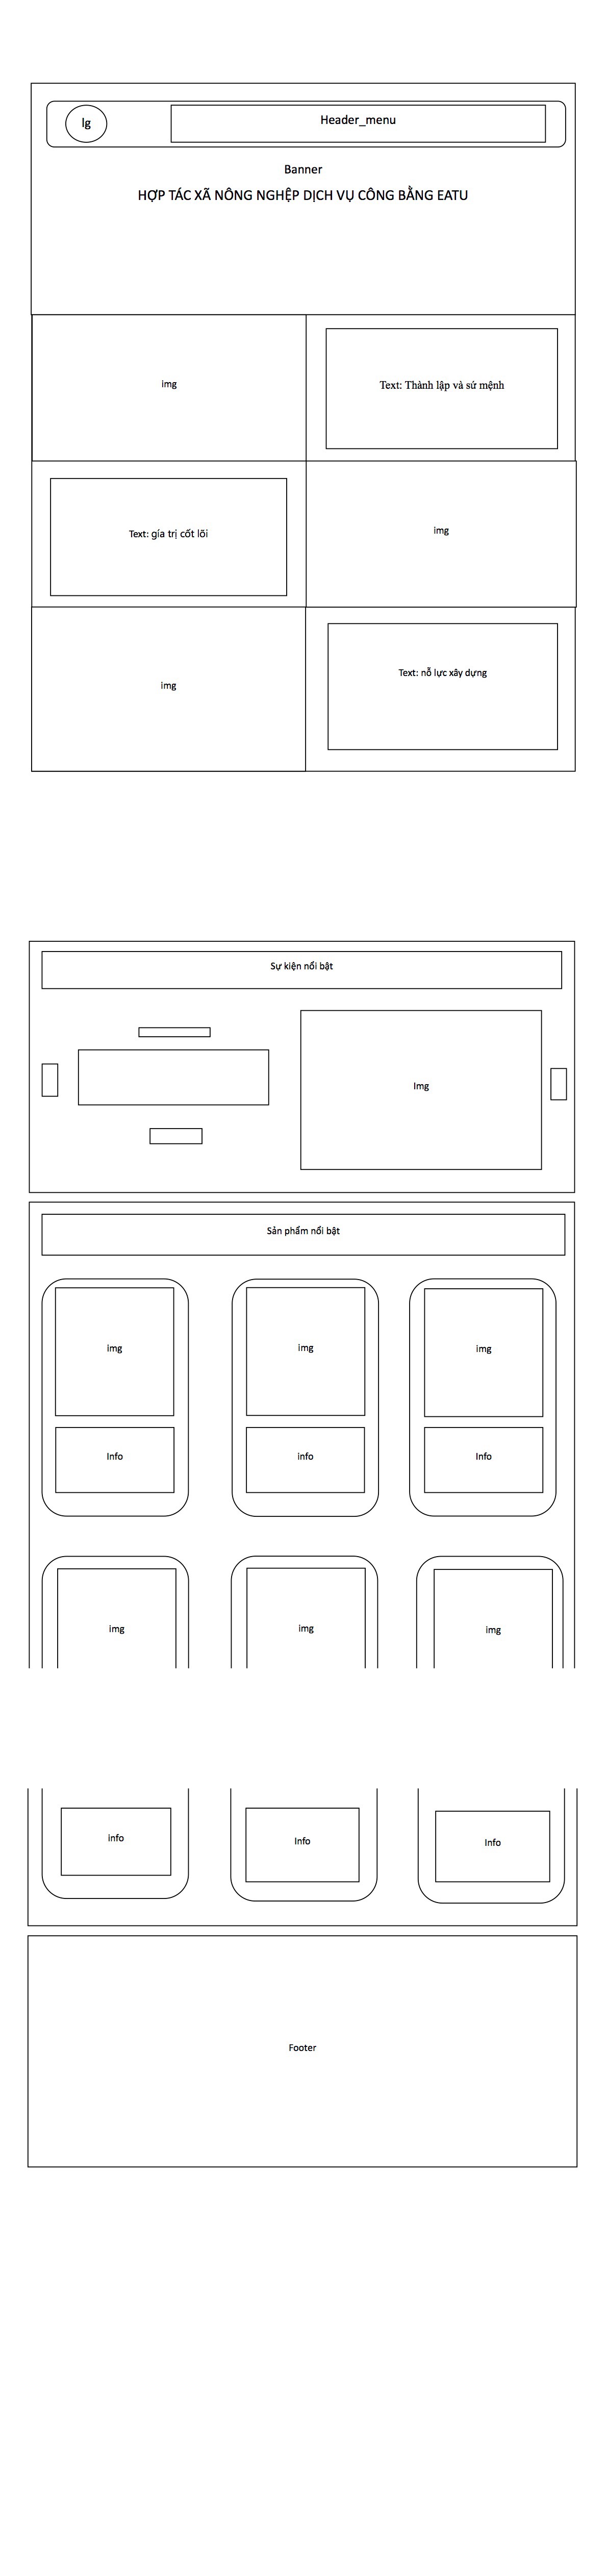 lg
Header_menu
Banner
HỢP TÁC XÃ NÔNG NGHỆP DỊCH VỤ CÔNG BẰNG EATU
img
Text: Thành lập và sứ mệnh
Text: gía trị cốt lõi
img
img
Text: nỗ lực xây dựng
Sự kiện nổi bật
Img
Sản phẩm nổi bật
img
img
img
Info
info
Info
img
img
img
info
Info
Info
Footer